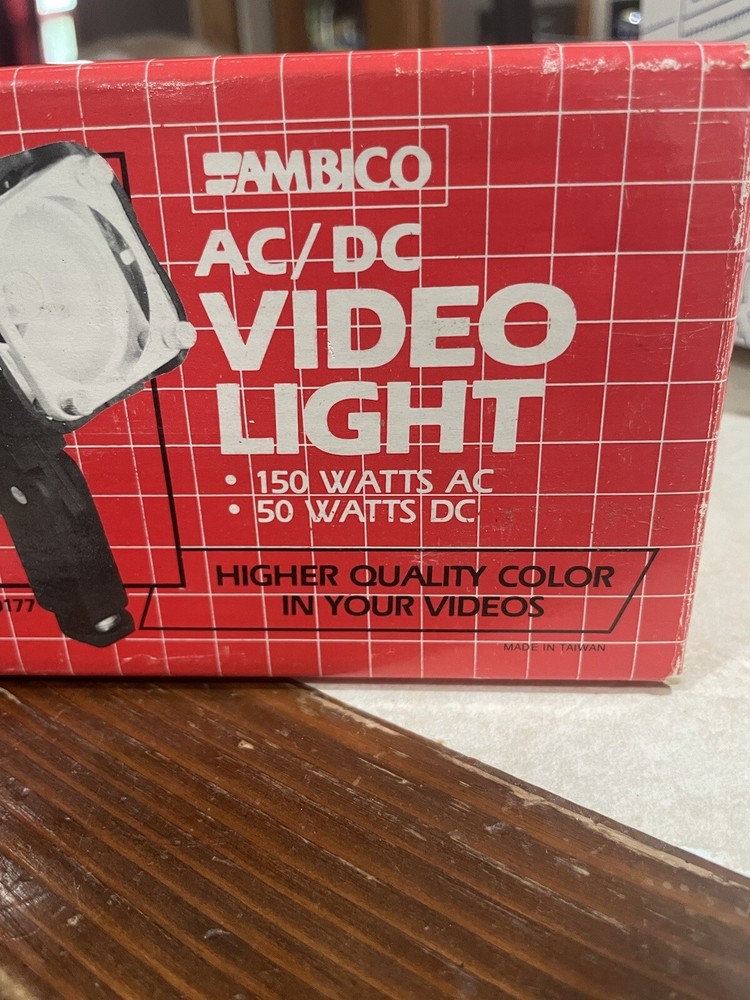 AMBICO
AC/DC
VIDEO
LIGHT
• 150 WATTS AC
• 50 WATTS DC
HIGHER QUALITY COLOR
IN YOUR VIDEOS
177
MADE IN TAIWAN